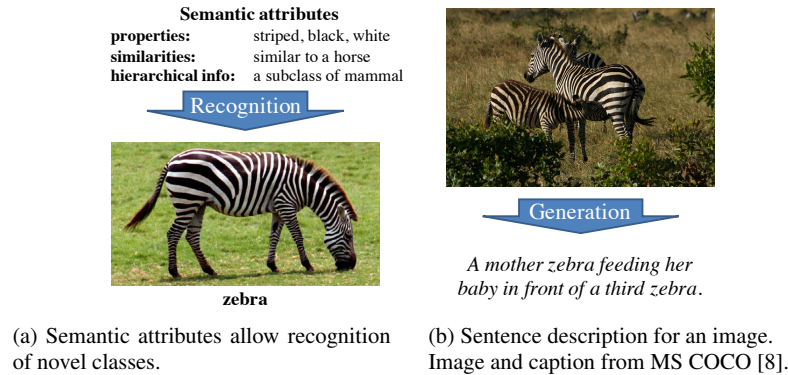 Semantic attributes
properties: striped, black, white
similarities: similar to a horse
hierarchical info: a subclass of mammal
Recognition
zebra
(a) Semantic attributes allow recognition
of novel classes.
Generation
A mother zebra feeding her
baby in front of a third zebra.
(b) Sentence description for an image.
Image and caption from MS COCO [8].